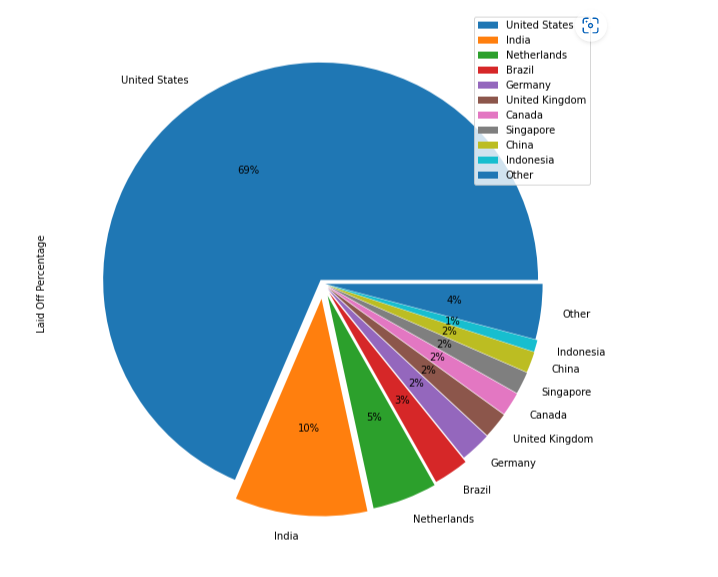 United States
India
Netherlands
Brazil
Germany
United Kingdom
Canada
Singapore
China
Indonesia
Other
United States
69%
Laid Off Percentage
4%
Other
1%
Indonesia
2%
China
2%
Singapore
2%
Canada
2%
United Kingdom
2%
Germany
3%
Brazil
5%
Netherlands
10%
India